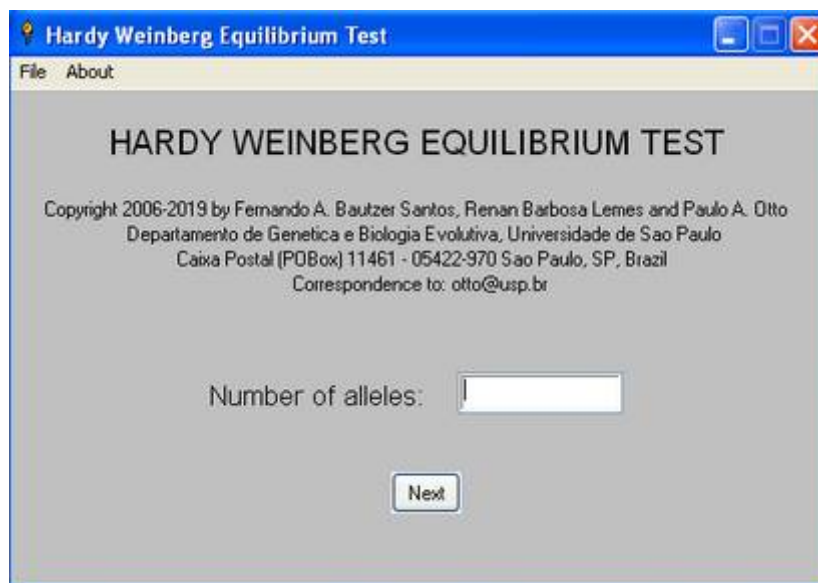 Hardy Weinberg Equilibrium Test
File About
HARDY WEINBERG EQUILIBRIUM TEST
Copyright 2006-2019 by Fernando A. Bautzer Santos, Renan Barbosa Lemes and Paulo A. Otto
Departamento de Genetica e Biologia Evolutiva, Universidade de Sao Paulo
Caixa Postal (POBox) 11461 - 05422-970 Sao Paulo, SP, Brazil
Correspondence to: otto@usp.br
Number of alleles:
Next